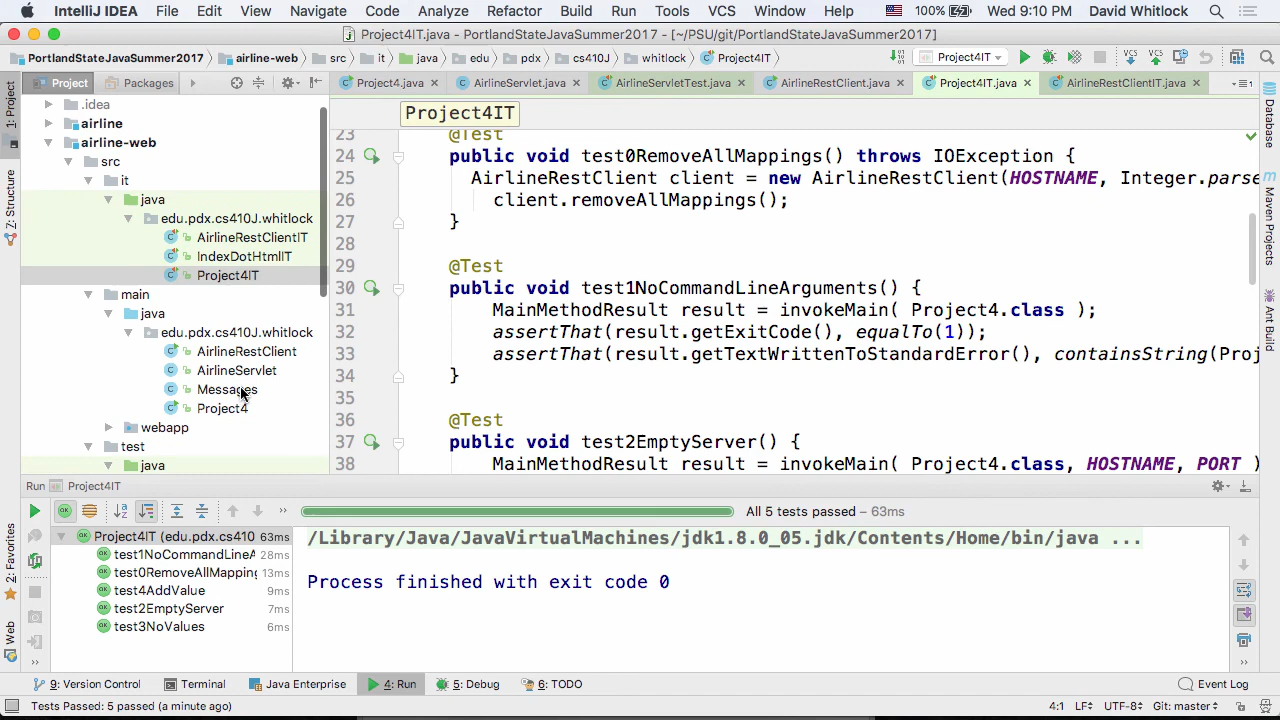 IntelliJ IDEA File Edit View Navigate Code Analyze Refactor Build Run Tools VCS Window Help 100% Wed 9:10 PM David Whitlock
Project4IT.java - PortlandStateJavaSummer2017 - [~/PSU/git/PortlandStateJavaSummer2017]
PortlandStateJavaSummer2017 airline-web src it java edu pdx cs410J whitlock Project4IT Project4IT
Project Packages Project4.java AirlineServlet.java AirlineServletTest.java AirlineRestClient.java Project4IT.java AirlineRestClientIT.java
1: Project
Z: Structure
2: Favorites
Web
Database
Maven Projects
Ant Build
.idea
airline
airline-web
src
it
java
edu.pdx.cs410J.whitlock
AirlineRestClientIT
IndexDotHtmlIT
Project4IT
main
java
edu.pdx.cs410J.whitlock
AirlineRestClient
AirlineServlet
Messages
Project4
webapp
test
java
Project4IT
23 @Test
24 public void test0RemoveAllMappings() throws IOException {
25 AirlineRestClient client = new AirlineRestClient(HOSTNAME, Integer.parse
26 client.removeAllMappings();
27 }
28
29 @Test
30 public void test1NoCommandLineArguments() {
31 MainMethodResult result = invokeMain( Project4.class );
32 assertThat(result.getExitCode(), equalTo(1));
33 assertThat(result.getTextWrittenToStandardError(), containsString(Proj
34 }
35
36 @Test
37 public void test2EmptyServer() {
38 MainMethodResult result = invokeMain( Project4.class, HOSTNAME, PORT )
Run Project4IT
All 5 tests passed – 63ms
Project4IT (edu.pdx.cs410 63ms
test1NoCommandLineA 28ms
test0RemoveAllMapping 13ms
test4AddValue 9ms
test2EmptyServer 7ms
test3NoValues 6ms
/Library/Java/JavaVirtualMachines/jdk1.8.0_05.jdk/Contents/Home/bin/java ...
Process finished with exit code 0
9: Version Control Terminal Java Enterprise 4: Run 5: Debug 6: TODO Event Log
Tests Passed: 5 passed (a minute ago) 4:1 LF UTF-8 Git: master